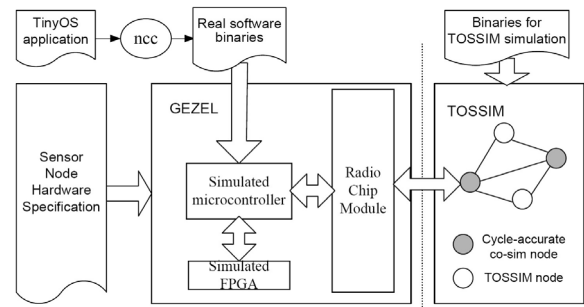 TinyOS
application
ncc
Real software
binaries
Binaries for
TOSSIM simulation
Sensor
Node
Hardware
Specification
GEZEL
Simulated
microcontroller
Simulated
FPGA
Radio
Chip
Module
TOSSIM
Cycle-accurate
co-sim node
TOSSIM node